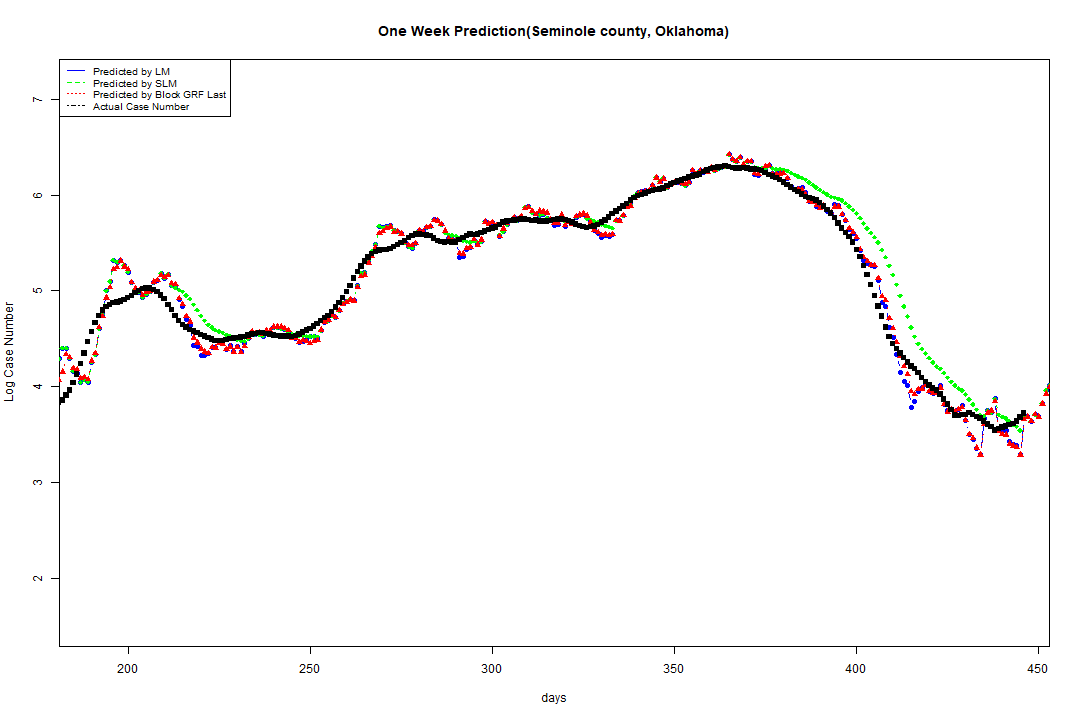 One Week Prediction(Seminole county, Oklahoma)
Predicted by LM
Predicted by SLM
Predicted by Block GRF Last
Actual Case Number
7
6
5
4
3
2
Log Case Number
200 250 300 350 400 450
days